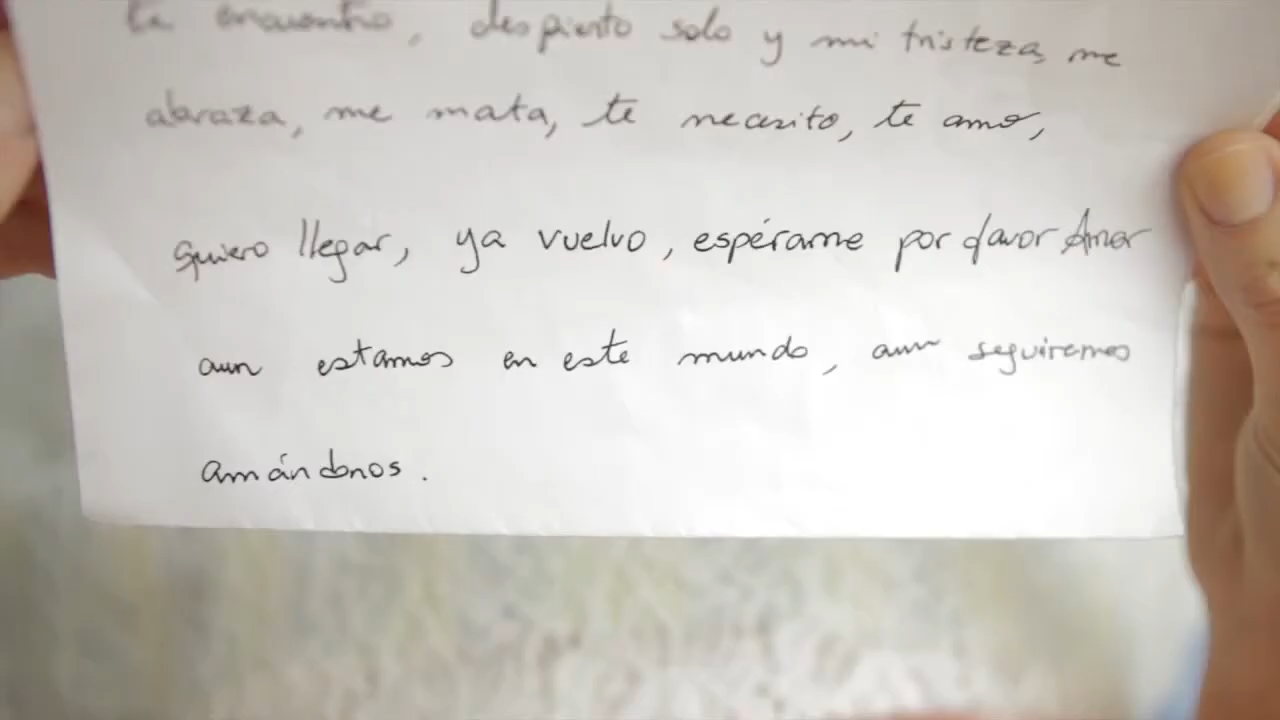 te encuentro, despierto solo y mi tristeza, me
abraza, me mata, te necesito, te amo,
Quiero llegar, ya vuelvo, espérame por favor Amor
aun estamos en este mundo, aun seguiremos
amándonos.